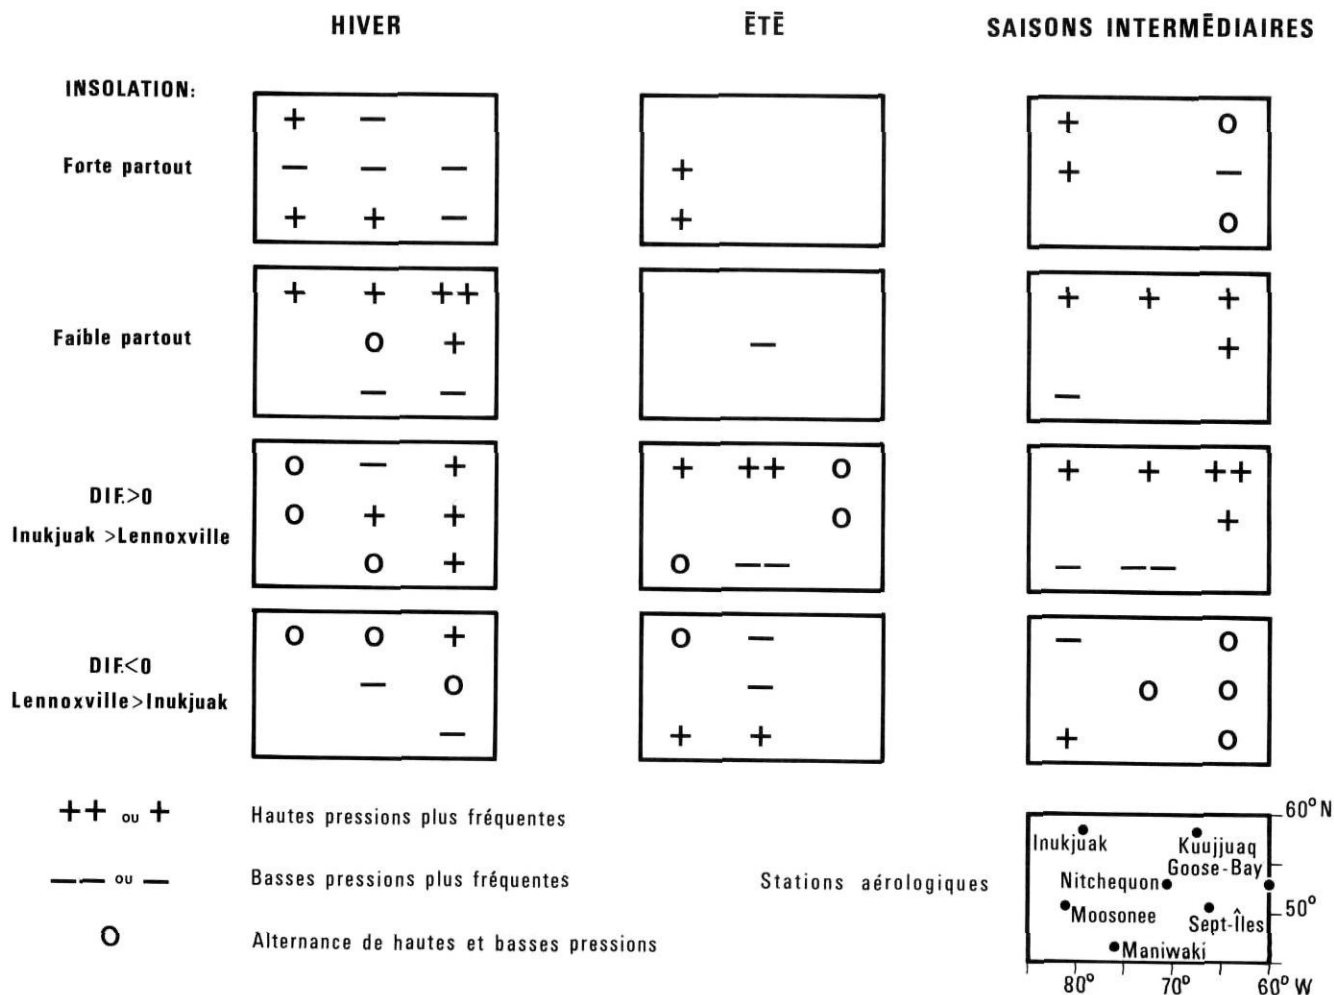 HIVER
ĒTĒ
SAISONS INTERMĒDIAIRES
INSOLATION:
Forte partout
+ —
— — —
+ + —
+
+
+ O
+ —
O
Faible partout
+ + ++
O +
— —
—
+ + +
+
—
DIF.>0
Inukjuak >Lennoxville
O — +
O + +
O +
+ ++ O
O
O ——
+ + ++
+
— ——
DIF.<0
Lennoxville>Inukjuak
O O +
— O
—
O —
—
+ +
— O
O O
+ O
++ ou + Hautes pressions plus fréquentes
—— ou — Basses pressions plus fréquentes
O Alternance de hautes et basses pressions
Stations aérologiques
60°N
Inukjuak
Kuujjuaq
Goose-Bay
Nitchequon
50°
Moosonee
Sept-Îles
Maniwaki
80° 70° 60° W